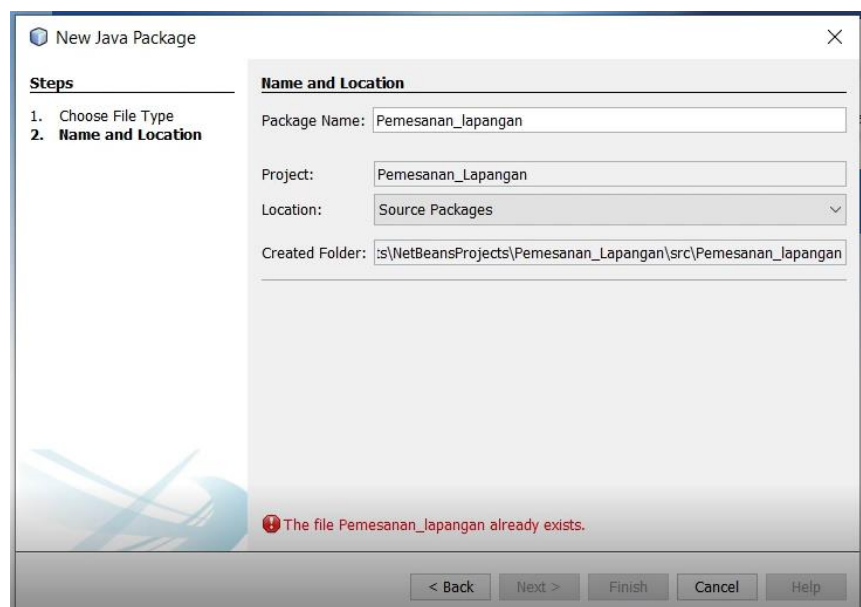 New Java Package
Steps
1. Choose File Type
2. Name and Location
Name and Location
Package Name: Pemesanan_lapangan
Project: Pemesanan_Lapangan
Location: Source Packages
Created Folder: :s\NetBeansProjects\Pemesanan_Lapangan\src\Pemesanan_lapangan
The file Pemesanan_lapangan already exists.
< Back Next > Finish Cancel Help